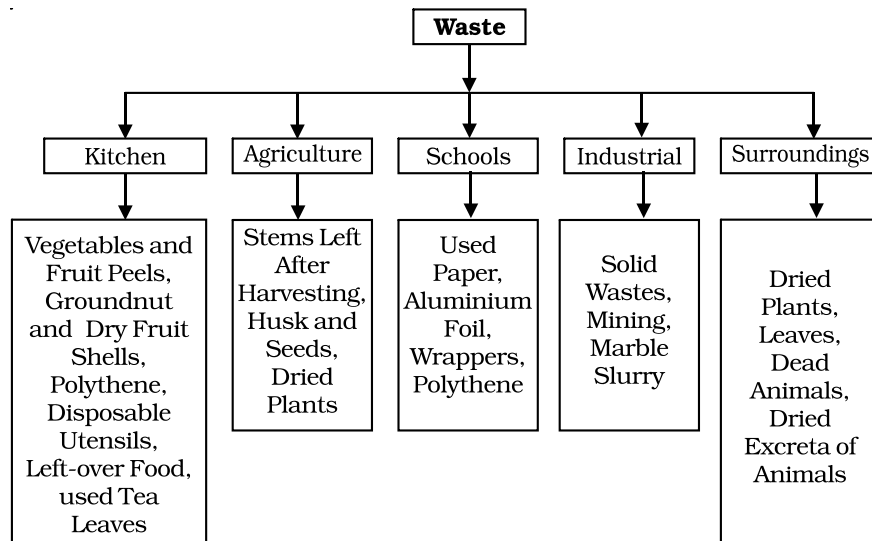 Waste
Kitchen
Agriculture
Schools
Industrial
Surroundings
Vegetables and
Fruit Peels,
Groundnut
and Dry Fruit
Shells,
Polythene,
Disposable
Utensils,
Left-over Food,
used Tea
Leaves
Stems Left
After
Harvesting,
Husk and
Seeds,
Dried
Plants
Used
Paper,
Aluminium
Foil,
Wrappers,
Polythene
Solid
Wastes,
Mining,
Marble
Slurry
Dried
Plants,
Leaves,
Dead
Animals,
Dried
Excreta of
Animals